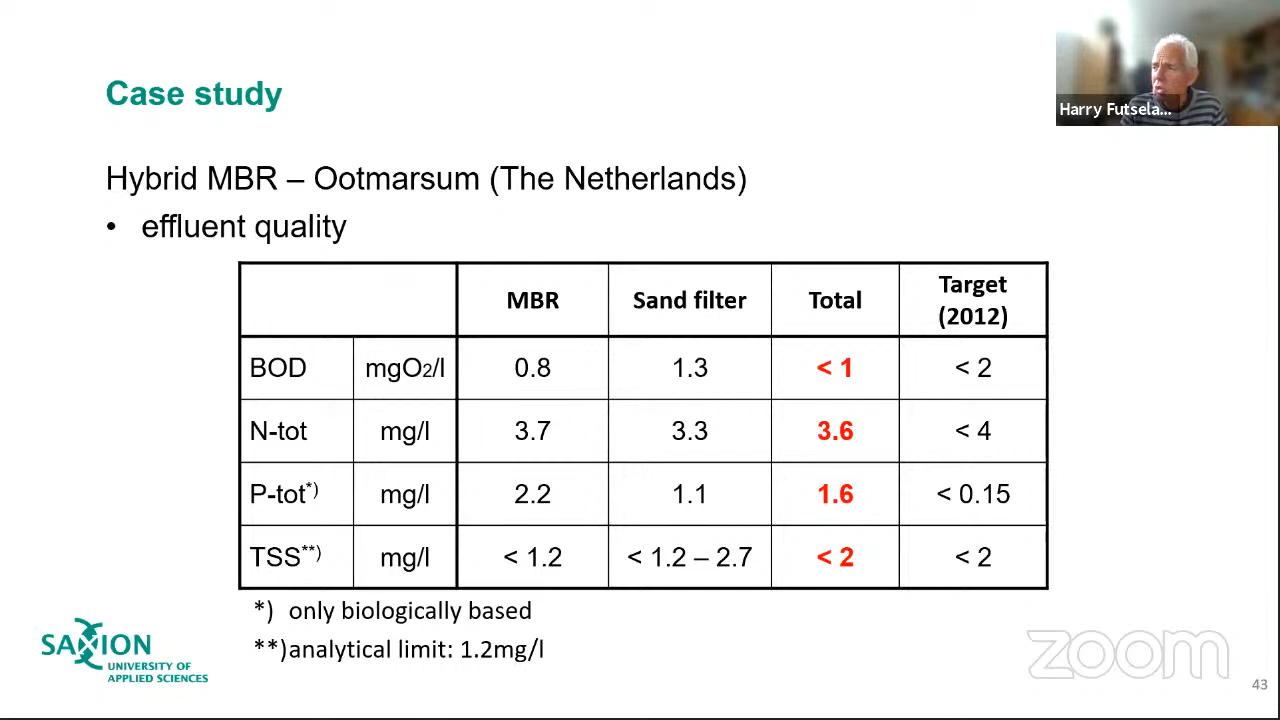 Case study
Harry Futsela...
Hybrid MBR – Ootmarsum (The Netherlands)
• effluent quality
MBR Sand filter Total Target (2012)
BOD mgO2/l 0.8 1.3 < 1 < 2
N-tot mg/l 3.7 3.3 3.6 < 4
P-tot*) mg/l 2.2 1.1 1.6 < 0.15
TSS**) mg/l < 1.2 < 1.2 – 2.7 < 2 < 2
*) only biologically based
**)analytical limit: 1.2mg/l
SAXION
UNIVERSITY OF
APPLIED SCIENCES
zoom
43